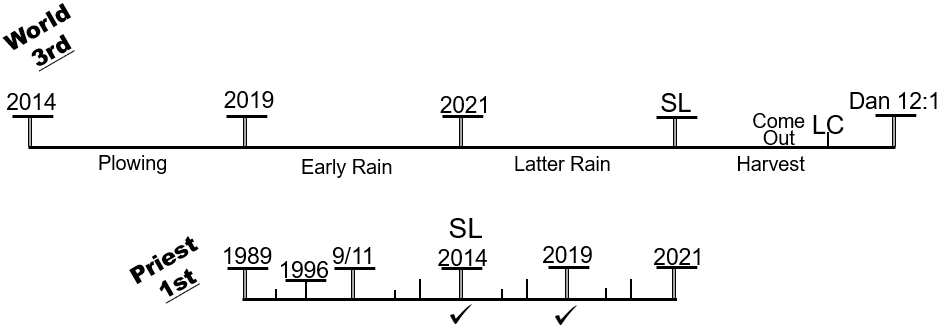 World
3rd
2014
2019
2021
SL
Come
Out
LC
Dan 12:1
Plowing
Early Rain
Latter Rain
Harvest
Priest
1st
1989
1996
9/11
SL
2014
2019
2021